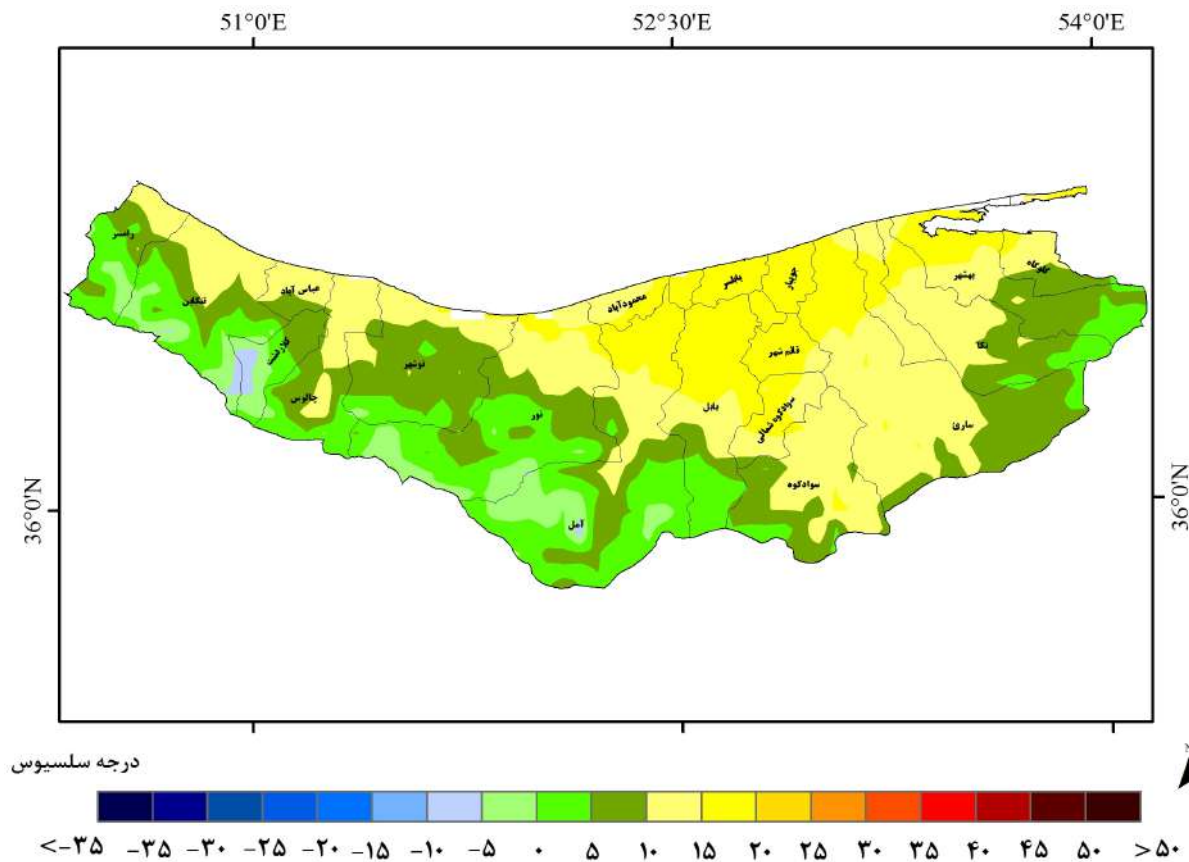 51°0'E 52°30'E 54°0'E
رامسر
تنکابن
عباس آباد
کلاردشت
چالوس
نوشهر
نور
آمل
محمودآباد
بابلسر
جویبار
قائم شهر
بابل
سوادکوه شمالی
سوادکوه
بهشهر
گلوگاه
نکا
ساری
36°0'N 36°0'N
درجه سلسیوس
N
<-۳۵ -۳۵ -۳۰ -۲۵ -۲۰ -۱۵ -۱۰ -۵ ۰ ۵ ۱۰ ۱۵ ۲۰ ۲۵ ۳۰ ۳۵ ۴۰ ۴۵ ۵۰ >۵۰